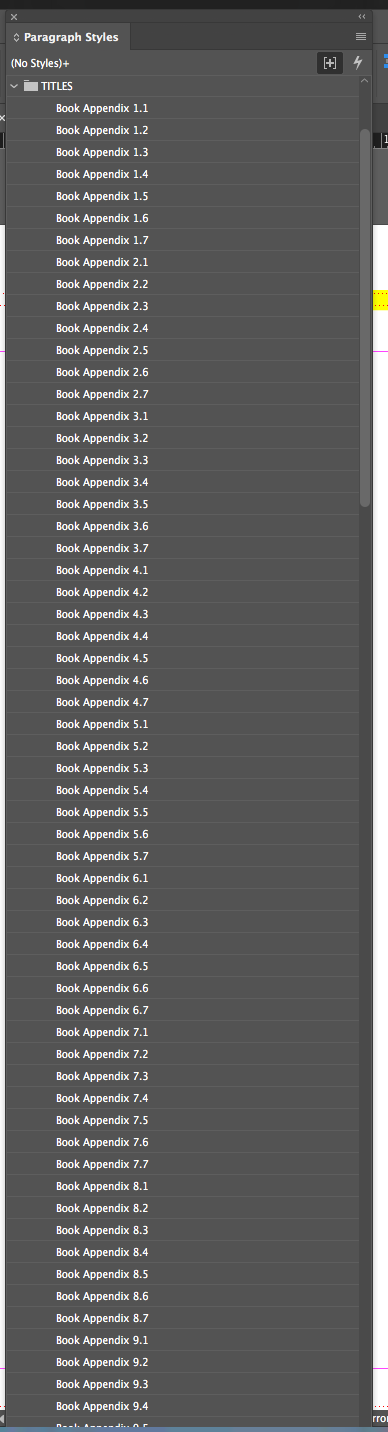 Paragraph Styles
(No Styles)+
TITLES
Book Appendix 1.1
Book Appendix 1.2
Book Appendix 1.3
Book Appendix 1.4
Book Appendix 1.5
Book Appendix 1.6
Book Appendix 1.7
Book Appendix 2.1
Book Appendix 2.2
Book Appendix 2.3
Book Appendix 2.4
Book Appendix 2.5
Book Appendix 2.6
Book Appendix 2.7
Book Appendix 3.1
Book Appendix 3.2
Book Appendix 3.3
Book Appendix 3.4
Book Appendix 3.5
Book Appendix 3.6
Book Appendix 3.7
Book Appendix 4.1
Book Appendix 4.2
Book Appendix 4.3
Book Appendix 4.4
Book Appendix 4.5
Book Appendix 4.6
Book Appendix 4.7
Book Appendix 5.1
Book Appendix 5.2
Book Appendix 5.3
Book Appendix 5.4
Book Appendix 5.5
Book Appendix 5.6
Book Appendix 5.7
Book Appendix 6.1
Book Appendix 6.2
Book Appendix 6.3
Book Appendix 6.4
Book Appendix 6.5
Book Appendix 6.6
Book Appendix 6.7
Book Appendix 7.1
Book Appendix 7.2
Book Appendix 7.3
Book Appendix 7.4
Book Appendix 7.5
Book Appendix 7.6
Book Appendix 7.7
Book Appendix 8.1
Book Appendix 8.2
Book Appendix 8.3
Book Appendix 8.4
Book Appendix 8.5
Book Appendix 8.6
Book Appendix 8.7
Book Appendix 9.1
Book Appendix 9.2
Book Appendix 9.3
Book Appendix 9.4